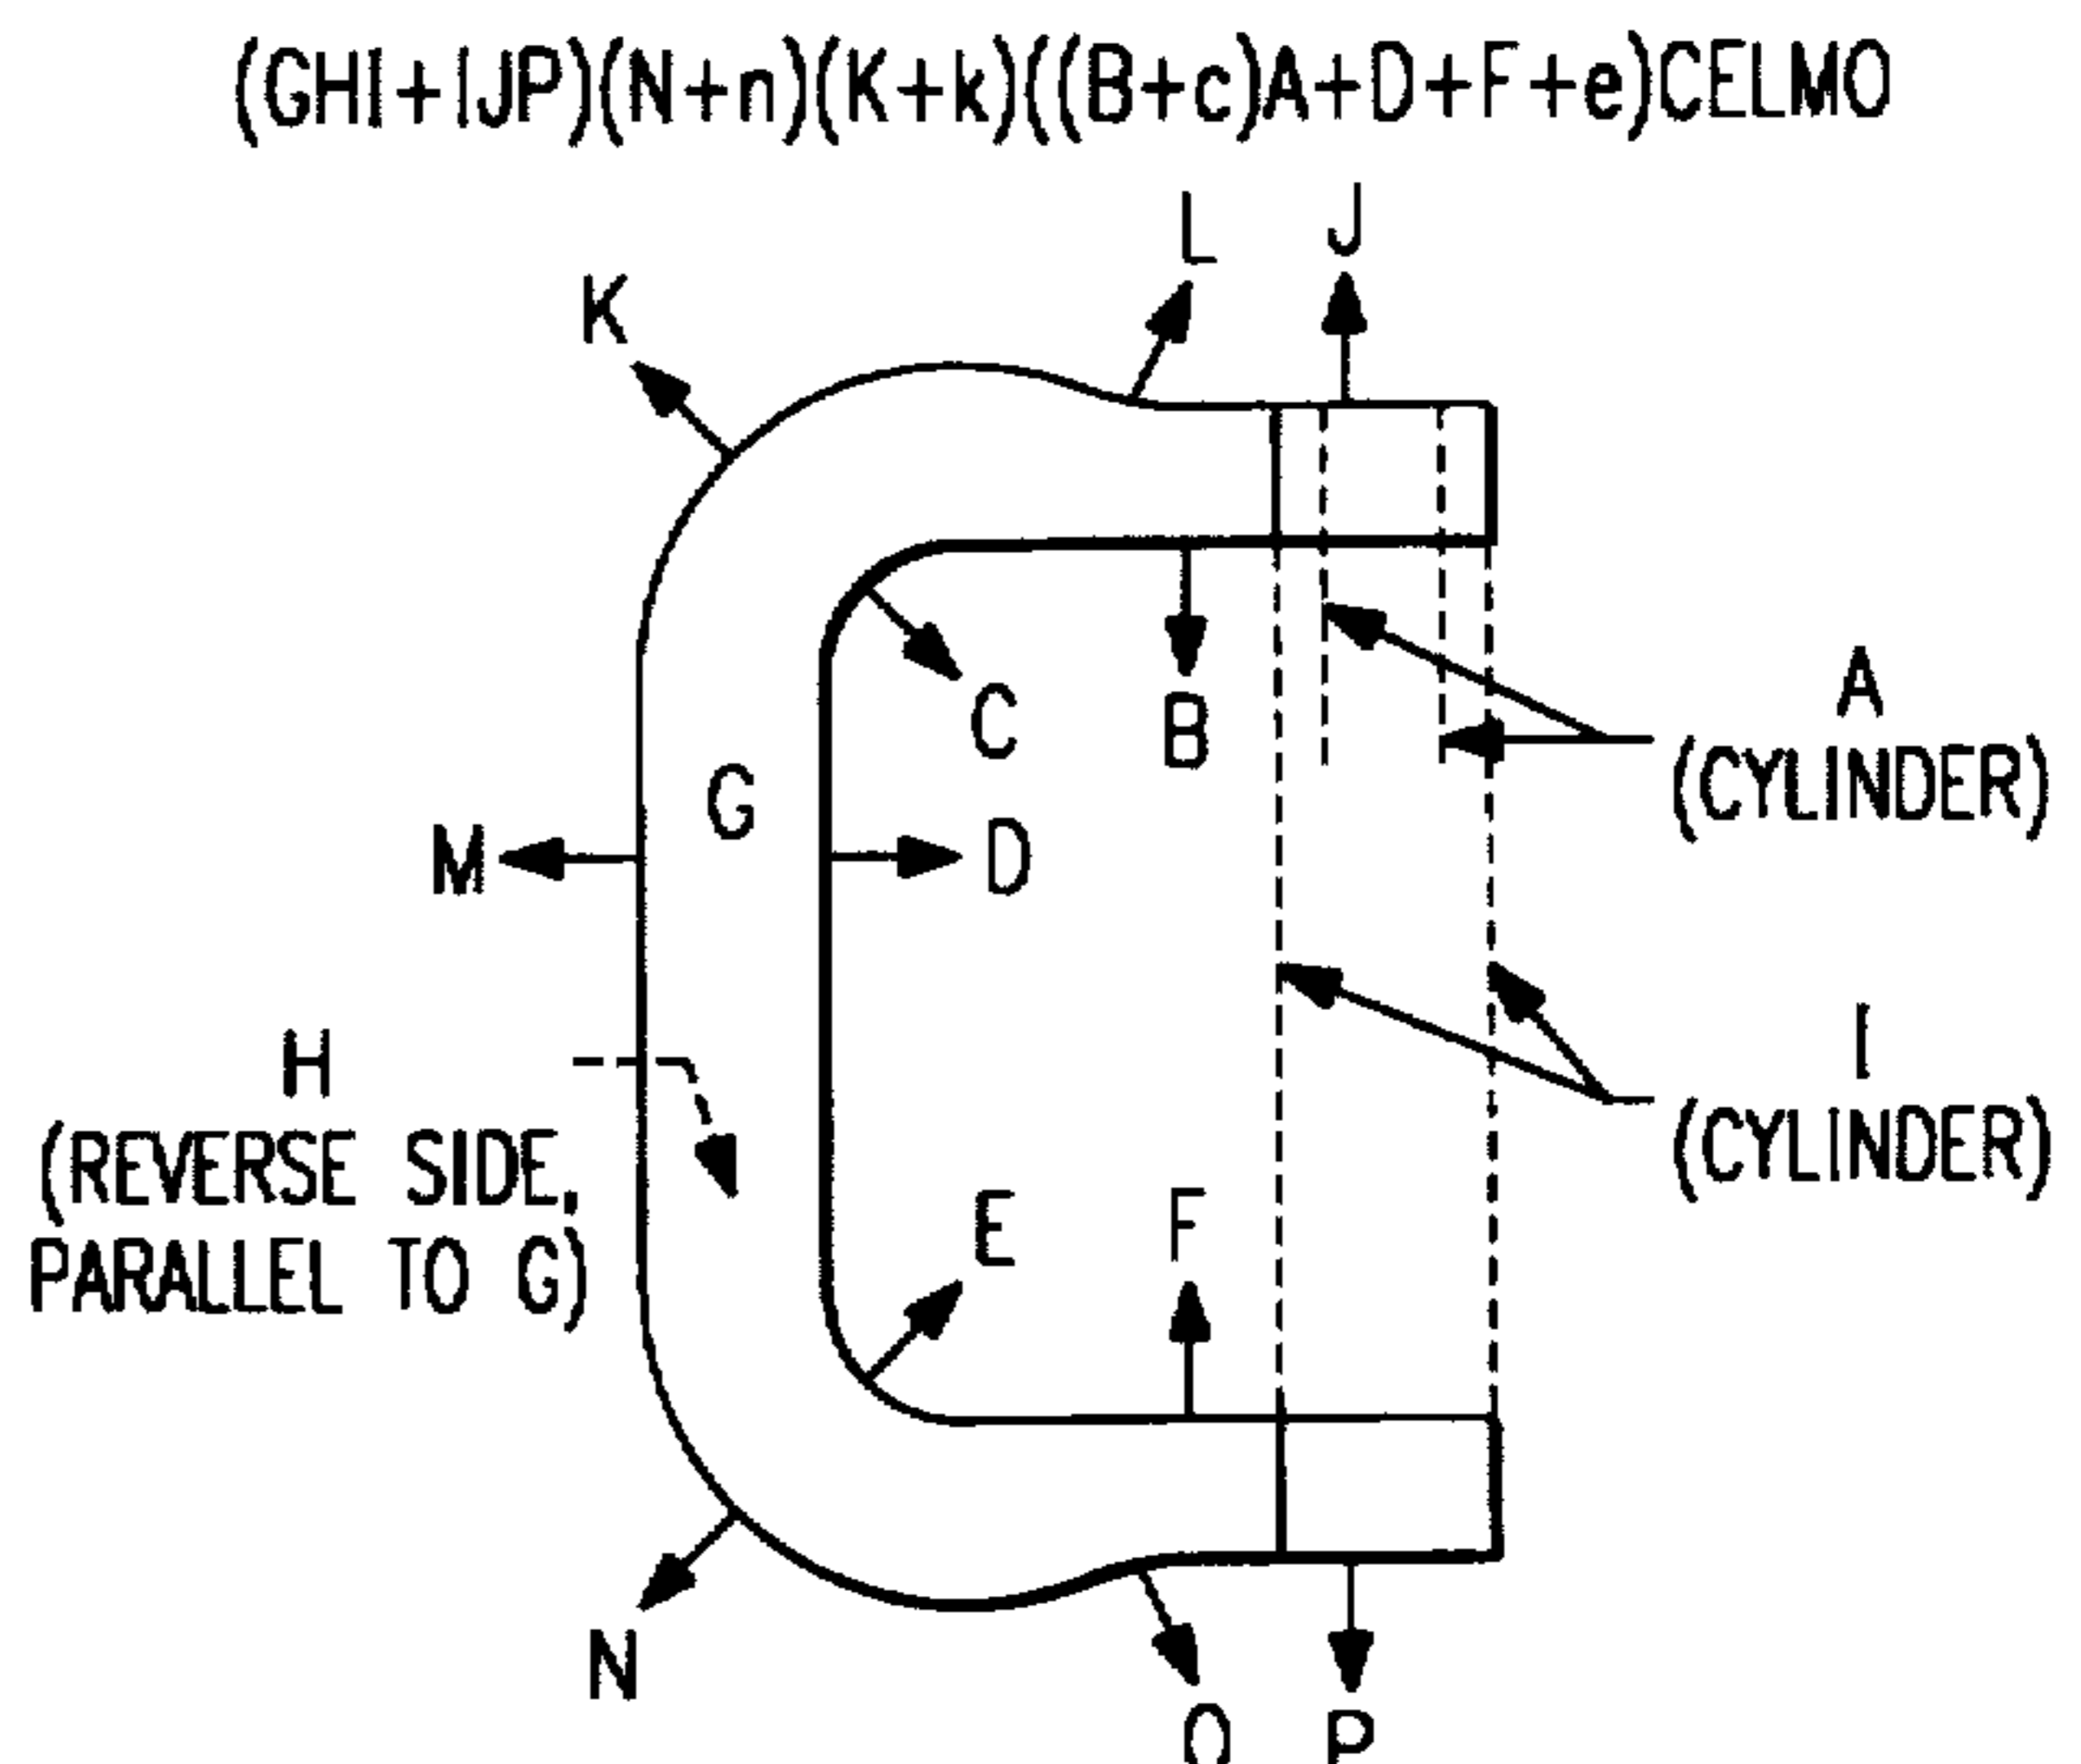 (GHI+IJP)(N+n)(K+k)((B+c)A+D+F+e)CELMO
L
J
K
C
B
A
(CYLINDER)
G
M
D
H
(REVERSE SIDE,
PARALLEL TO G)
I
(CYLINDER)
E
F
N
O
P